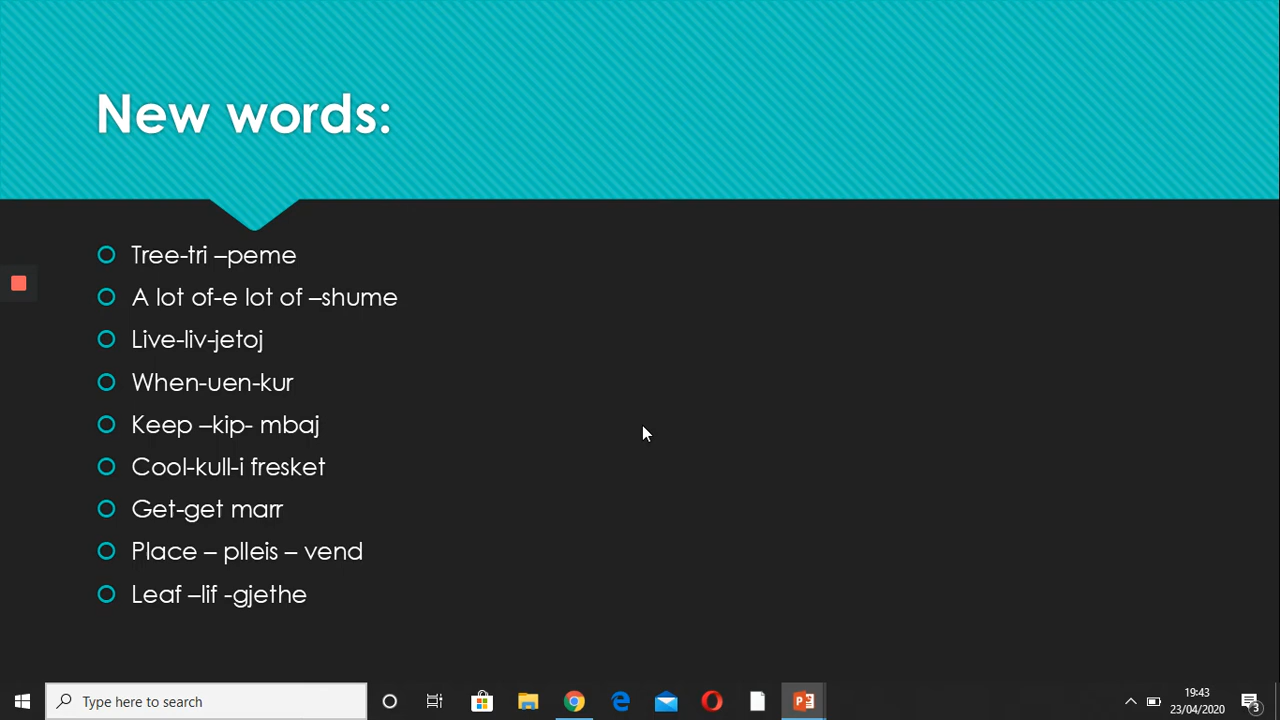 New words:
Tree-tri –peme
A lot of-e lot of –shume
Live-liv-jetoj
When-uen-kur
Keep –kip- mbaj
Cool-kull-i fresket
Get-get marr
Place – plleis – vend
Leaf –lif -gjethe
Type here to search
19:43
23/04/2020
3